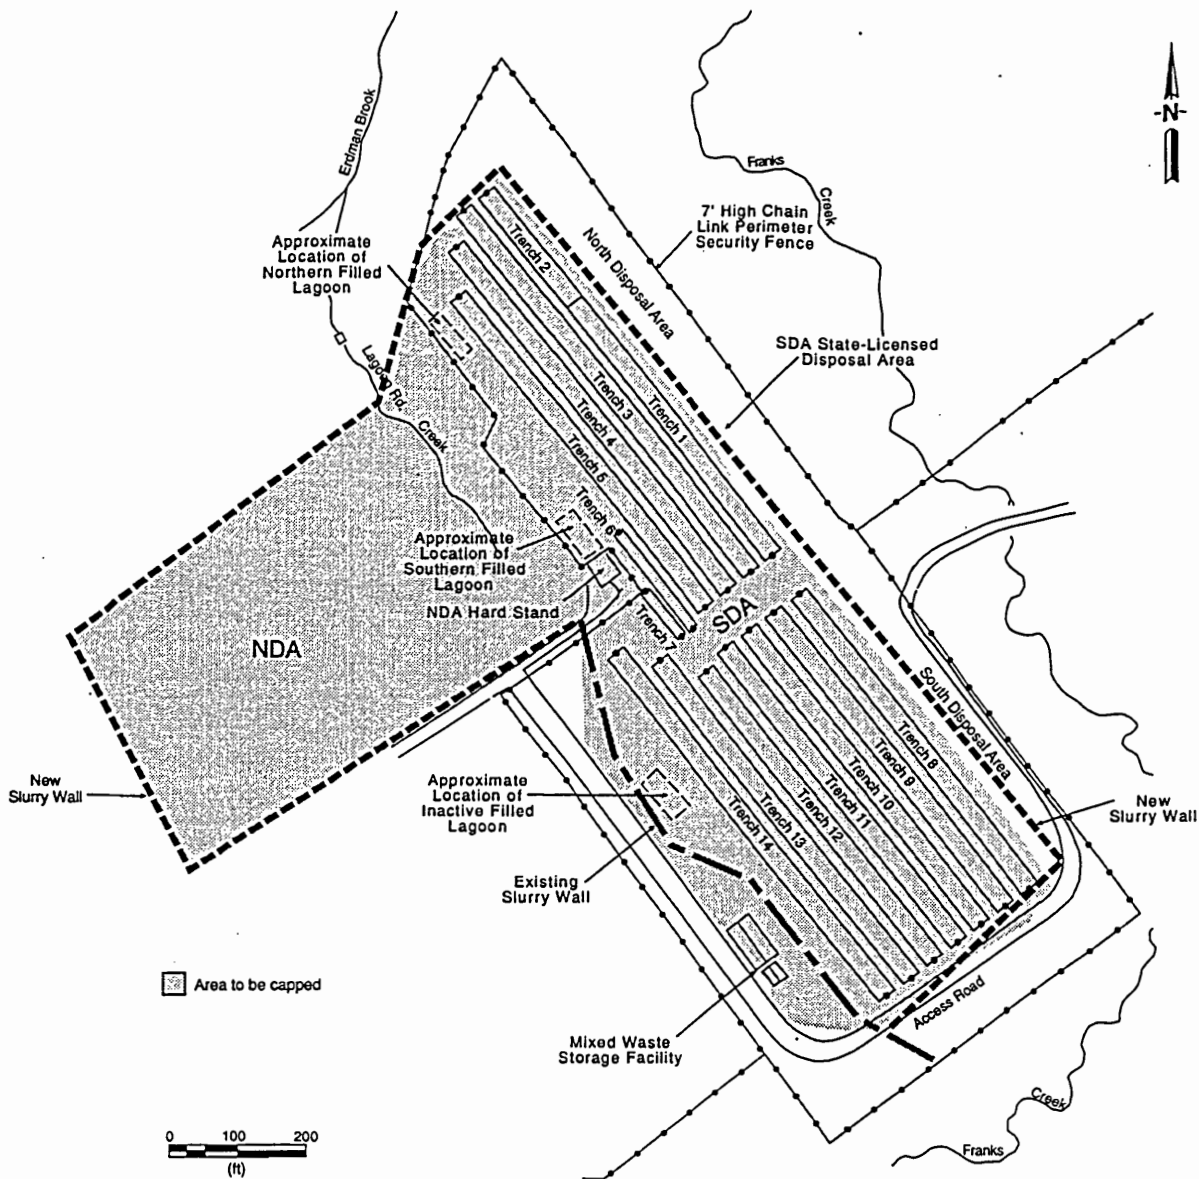 Erdman Brook
Franks
Creek
-N-
7' High Chain
Link Perimeter
Security Fence
North Disposal Area
Approximate
Location of
Northern Filled
Lagoon
Trench 2
SDA State-Licensed
Disposal Area
Lagoon Rd.
Creek
Trench 1
Trench 3
Trench 4
Trench 5
Trench 6
Approximate
Location of
Southern Filled
Lagoon
NDA Hard Stand
Trench 7
SDA
NDA
South Disposal Area
New
Slurry Wall
Approximate
Location of
Inactive Filled
Lagoon
Trench 8
Trench 9
Trench 10
Trench 11
Trench 12
Trench 13
Trench 14
New
Slurry Wall
Existing
Slurry Wall
Area to be capped
Access Road
Mixed Waste
Storage Facility
Creek
Franks
0 100 200
(ft)